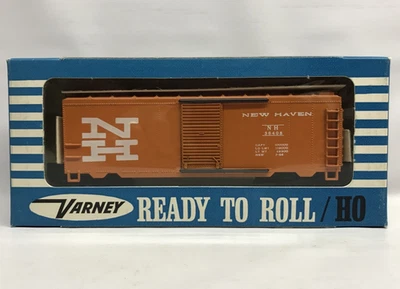 NH
NEW HAVEN
NH
VARNEY READY TO ROLL / HO